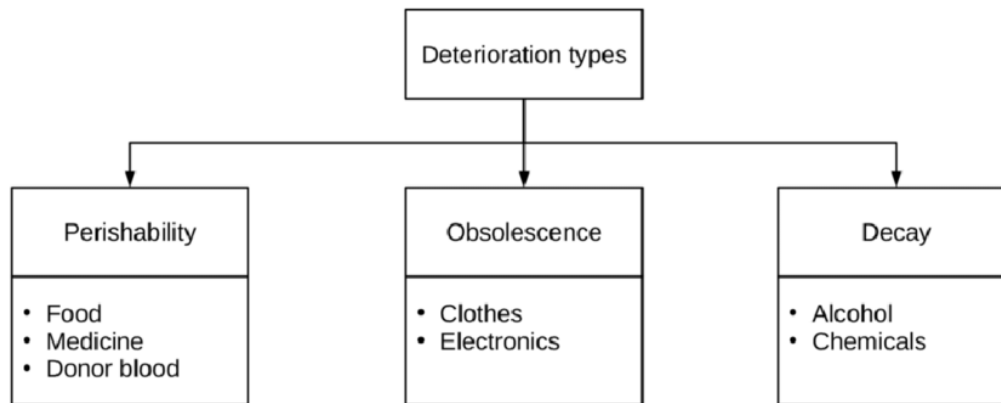 Deterioration types
Perishability
• Food
• Medicine
• Donor blood
Obsolescence
• Clothes
• Electronics
Decay
• Alcohol
• Chemicals